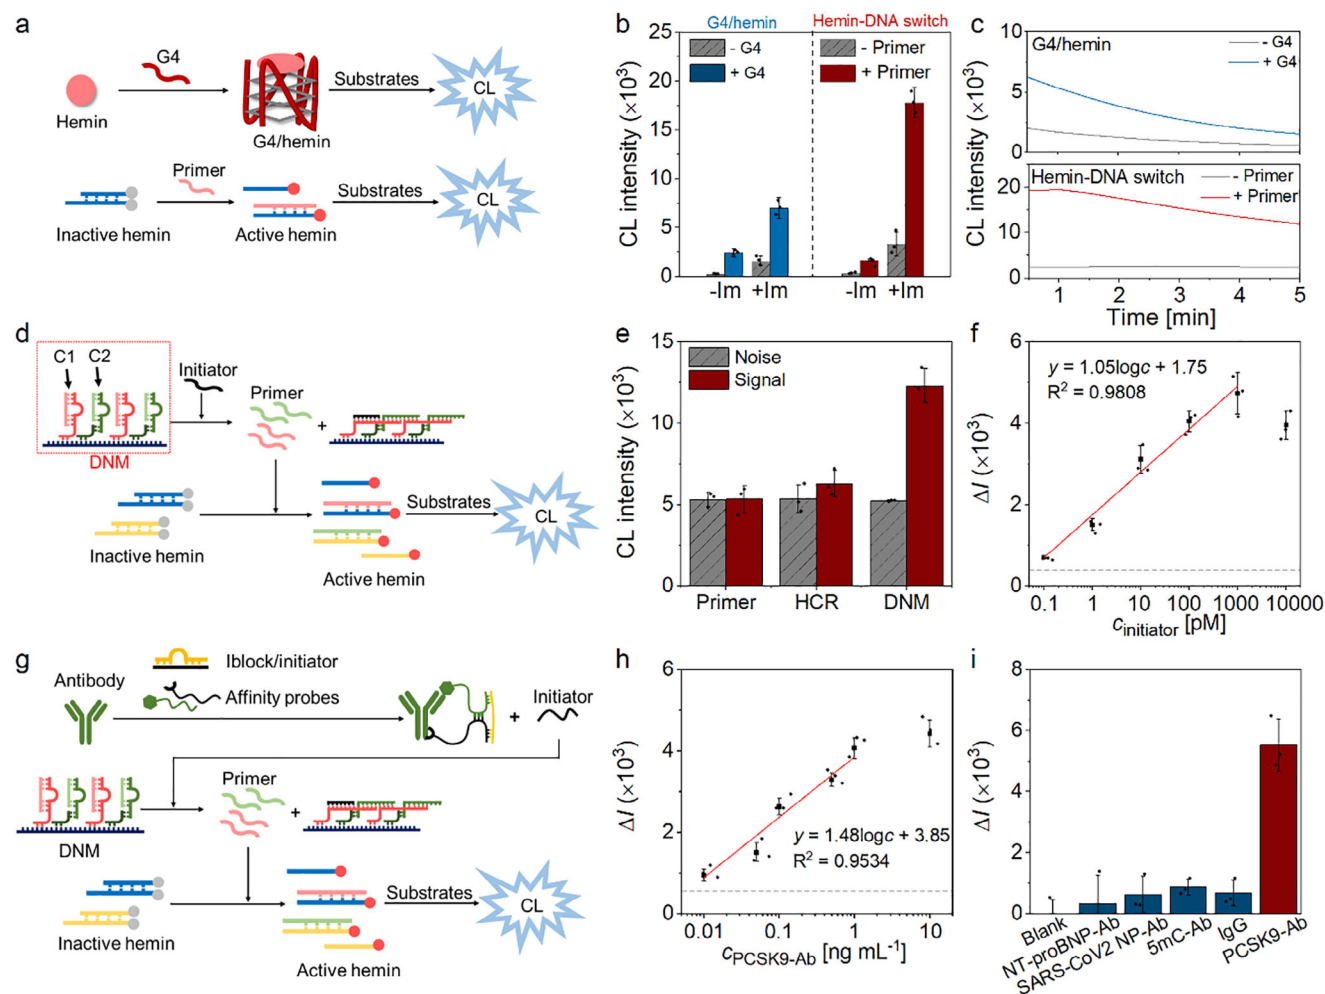 a
G4
Hemin
G4/hemin
Substrates
CL
Primer
Inactive hemin
Active hemin
Substrates
CL
b
G4/hemin
Hemin-DNA switch
- G4
+ G4
- Primer
+ Primer
CL intensity (×10³)
25
20
15
10
5
0
-Im +Im -Im +Im
c
G4/hemin
- G4
+ G4
10
5
0
Hemin-DNA switch
- Primer
+ Primer
20
10
0
CL intensity (×10³)
1 2 3 4 5
Time [min]
d
C1 C2
DNM
Initiator
Primer
+
Inactive hemin
Active hemin
Substrates
CL
e
Noise
Signal
CL intensity (×10³)
15
10
5
0
Primer HCR DNM
f
y = 1.05logc + 1.75
R² = 0.9808
ΔI (×10³)
6
4
2
0
0.1 1 10 100 1000 10000
c initiator [pM]
g
Antibody
Iblock/initiator
Affinity probes
+
Initiator
DNM
Primer
+
Inactive hemin
Active hemin
Substrates
CL
h
ΔI (×10³)
6
4
2
0
y = 1.48logc + 3.85
R² = 0.9534
0.01 0.1 1 10
c PCSK9-Ab [ng mL⁻¹]
i
ΔI (×10³)
8
6
4
2
0
Blank
NT-proBNP-Ab
SARS-CoV2 NP-Ab
5mC-Ab
IgG
PCSK9-Ab